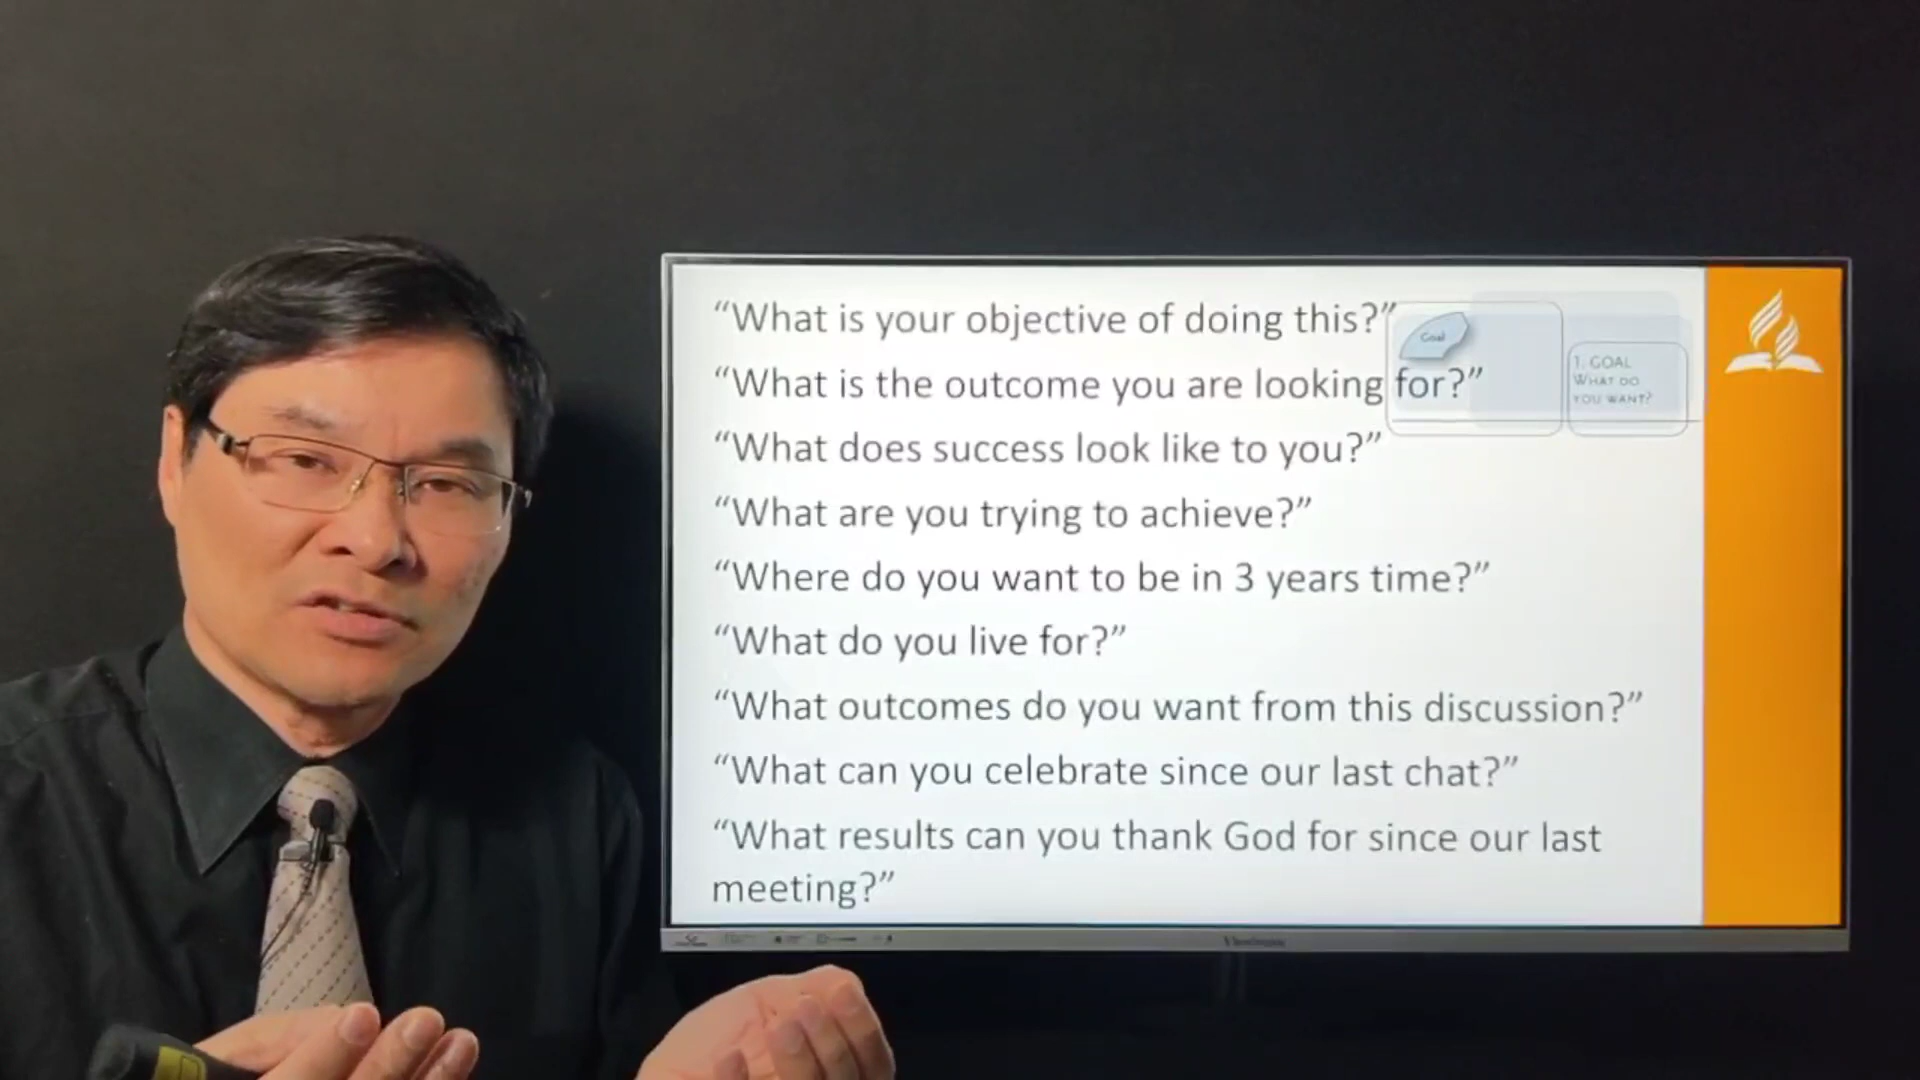 “What is your objective of doing this?”
Goal
“What is the outcome you are looking for?”
1. GOAL
WHAT DO
YOU WANT?
“What does success look like to you?”
“What are you trying to achieve?”
“Where do you want to be in 3 years time?”
“What do you live for?”
“What outcomes do you want from this discussion?”
“What can you celebrate since our last chat?”
“What results can you thank God for since our last
meeting?”
ViewSonic